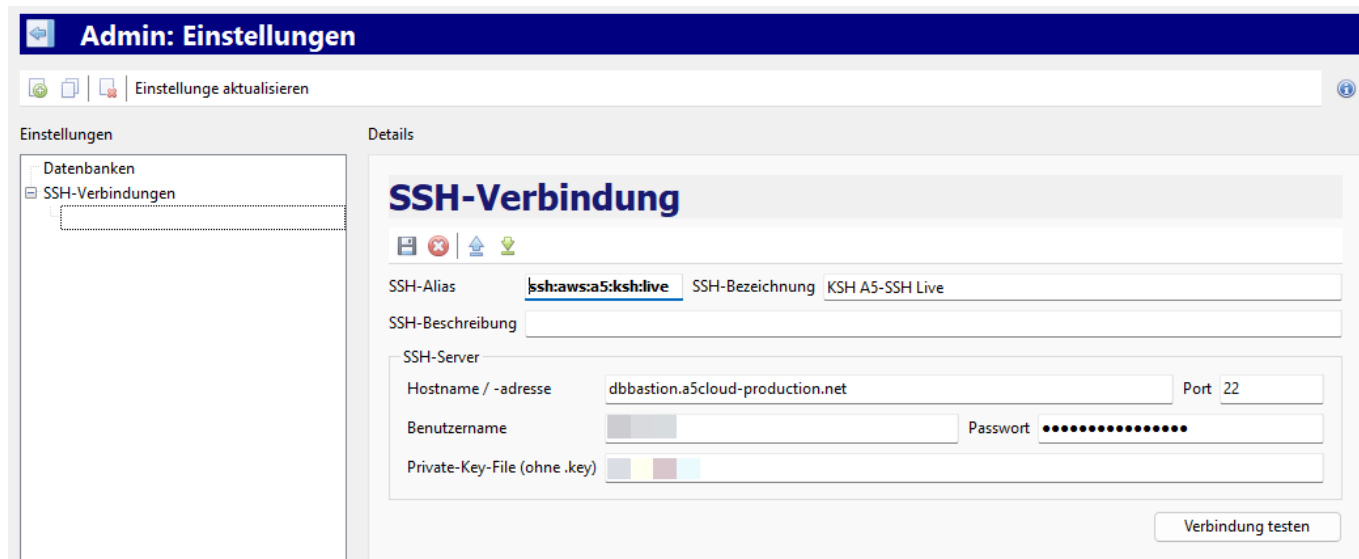 Admin: Einstellungen
Einstellunge aktualisieren
Einstellungen
Details
Datenbanken
SSH-Verbindungen
SSH-Verbindung
SSH-Alias ssh:aws:a5:ksh:live SSH-Bezeichnung KSH A5-SSH Live
SSH-Beschreibung
SSH-Server
Hostname / -adresse dbbastion.a5cloud-production.net Port 22
Benutzername Passwort ••••••••••••••••
Private-Key-File (ohne .key)
Verbindung testen